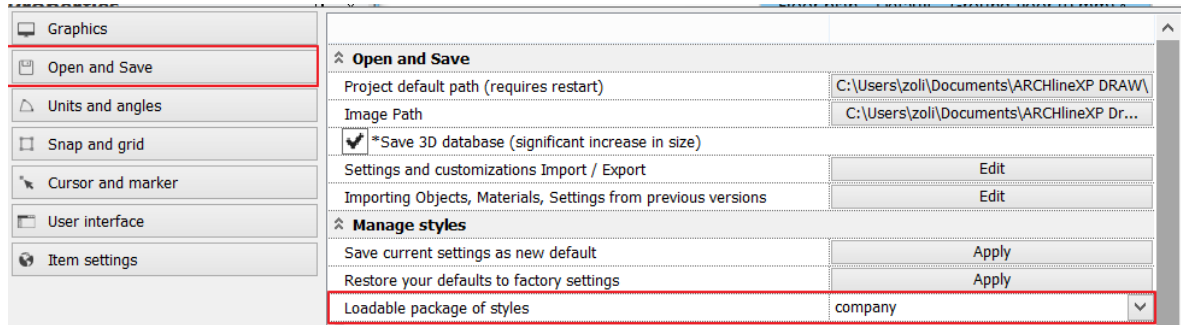 Graphics
Open and Save
Units and angles
Snap and grid
Cursor and marker
User interface
Item settings
Open and Save
Project default path (requires restart) C:\Users\zoli\Documents\ARCHlineXP DRAW\
Image Path C:\Users\zoli\Documents\ARCHlineXP Dr...
*Save 3D database (significant increase in size)
Settings and customizations Import / Export Edit
Importing Objects, Materials, Settings from previous versions Edit
Manage styles
Save current settings as new default Apply
Restore your defaults to factory settings Apply
Loadable package of styles company